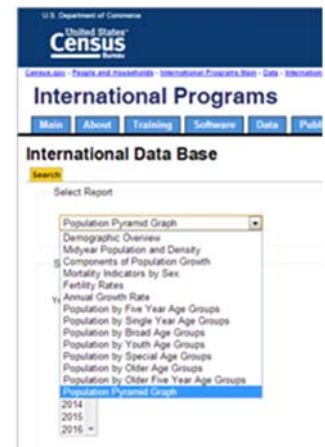 U.S. Department of Commerce
United States
Census
Bureau
Census.gov › People and Households › International Programs Main › Data › International
International Programs
Main About Training Software Data Publ
International Data Base
Search
Select Report
Population Pyramid Graph
Demographic Overview
Midyear Population and Density
S Components of Population Growth
Mortality Indicators by Sex
Fertility Rates
Annual Growth Rate
Population by Five Year Age Groups
Population by Single Year Age Groups
Population by Broad Age Groups
Population by Youth Age Groups
Population by Special Age Groups
Population by Older Age Groups
Population by Older Five Year Age Groups
Population Pyramid Graph
2014
2015
2016